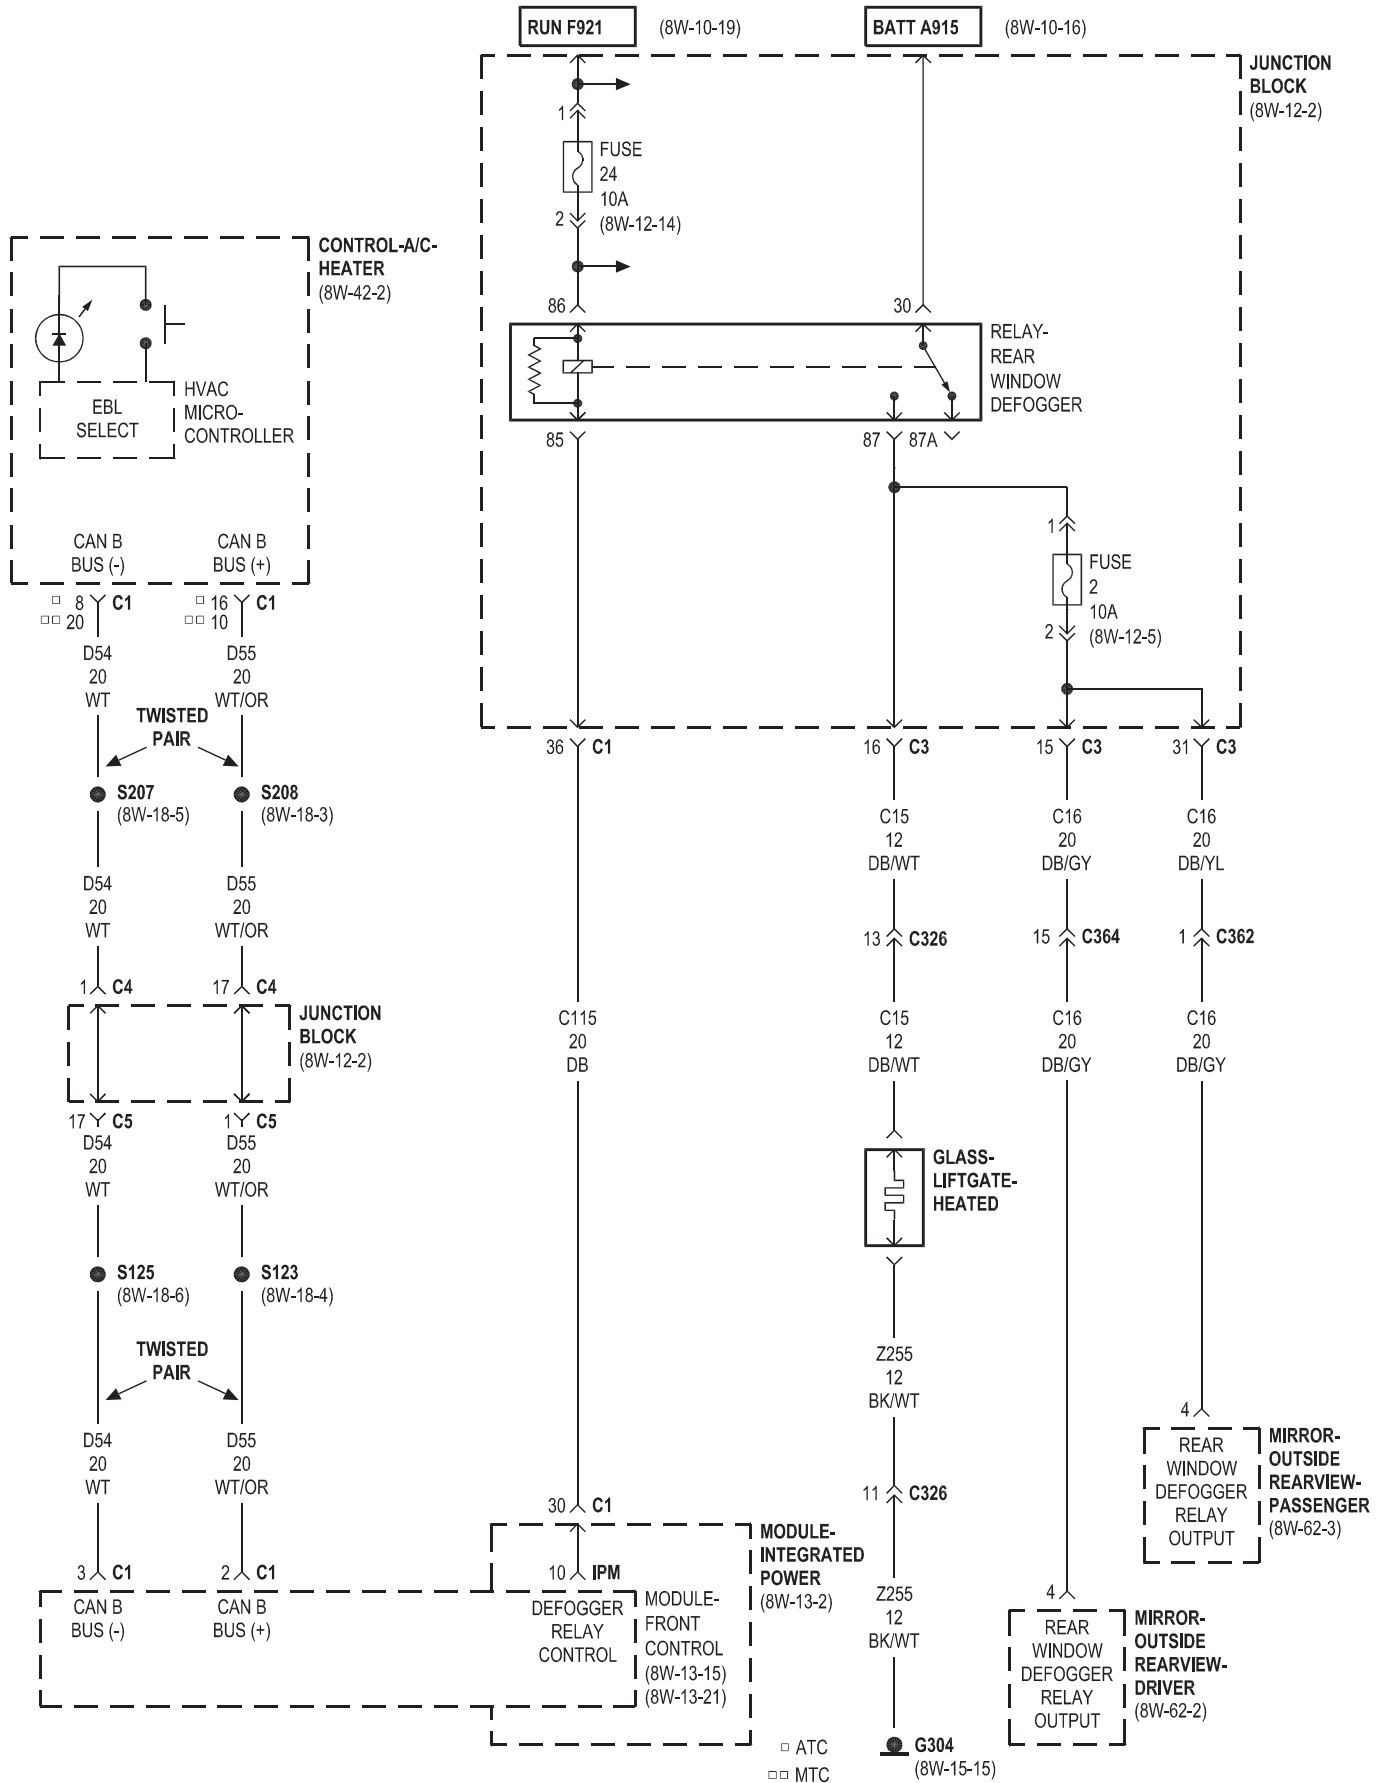 RUN F921
(8W-10-19)
BATT A915
(8W-10-16)
JUNCTION
BLOCK
(8W-12-2)
1
FUSE
24
10A
(8W-12-14)
2
86
30
RELAY-
REAR
WINDOW
DEFOGGER
85
87
87A
1
FUSE
2
10A
(8W-12-5)
2
CONTROL-A/C-
HEATER
(8W-42-2)
EBL
SELECT
HVAC
MICRO-
CONTROLLER
CAN B
BUS (-)
CAN B
BUS (+)
□ 8 C1
□□ 20
□ 16 C1
□□ 10
D54
20
WT
D55
20
WT/OR
TWISTED
PAIR
S207
(8W-18-5)
S208
(8W-18-3)
D54
20
WT
D55
20
WT/OR
1 C4
17 C4
JUNCTION
BLOCK
(8W-12-2)
17 C5
1 C5
D54
20
WT
D55
20
WT/OR
S125
(8W-18-6)
S123
(8W-18-4)
TWISTED
PAIR
D54
20
WT
D55
20
WT/OR
3 C1
2 C1
CAN B
BUS (-)
CAN B
BUS (+)
36 C1
16 C3
15 C3
31 C3
C115
20
DB
C15
12
DB/WT
C16
20
DB/GY
C16
20
DB/YL
13 C326
15 C364
1 C362
C15
12
DB/WT
C16
20
DB/GY
C16
20
DB/GY
GLASS-
LIFTGATE-
HEATED
Z255
12
BK/WT
11 C326
Z255
12
BK/WT
G304
(8W-15-15)
30 C1
10 IPM
DEFOGGER
RELAY
CONTROL
MODULE-
FRONT
CONTROL
(8W-13-15)
(8W-13-21)
MODULE-
INTEGRATED
POWER
(8W-13-2)
4
REAR
WINDOW
DEFOGGER
RELAY
OUTPUT
MIRROR-
OUTSIDE
REARVIEW-
PASSENGER
(8W-62-3)
4
REAR
WINDOW
DEFOGGER
RELAY
OUTPUT
MIRROR-
OUTSIDE
REARVIEW-
DRIVER
(8W-62-2)
□ ATC
□□ MTC